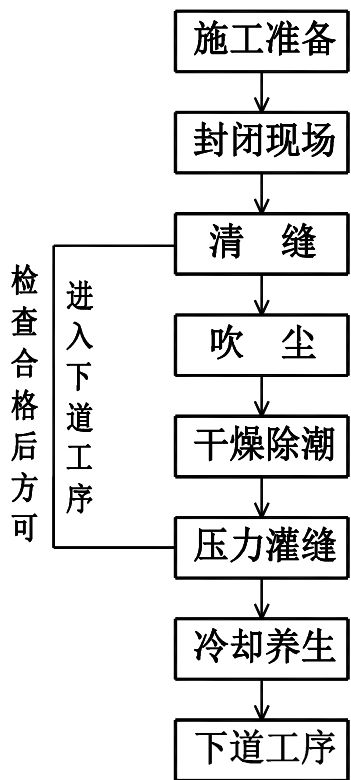 施工准备
封闭现场
清 缝
吹 尘
干燥除潮
压力灌缝
冷却养生
下道工序
检查合格后方可
进入下道工序